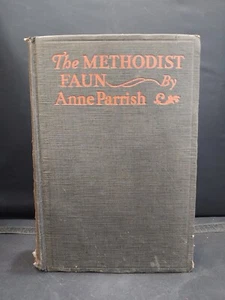 The METHODIST
FAUN By
Anne Parrish